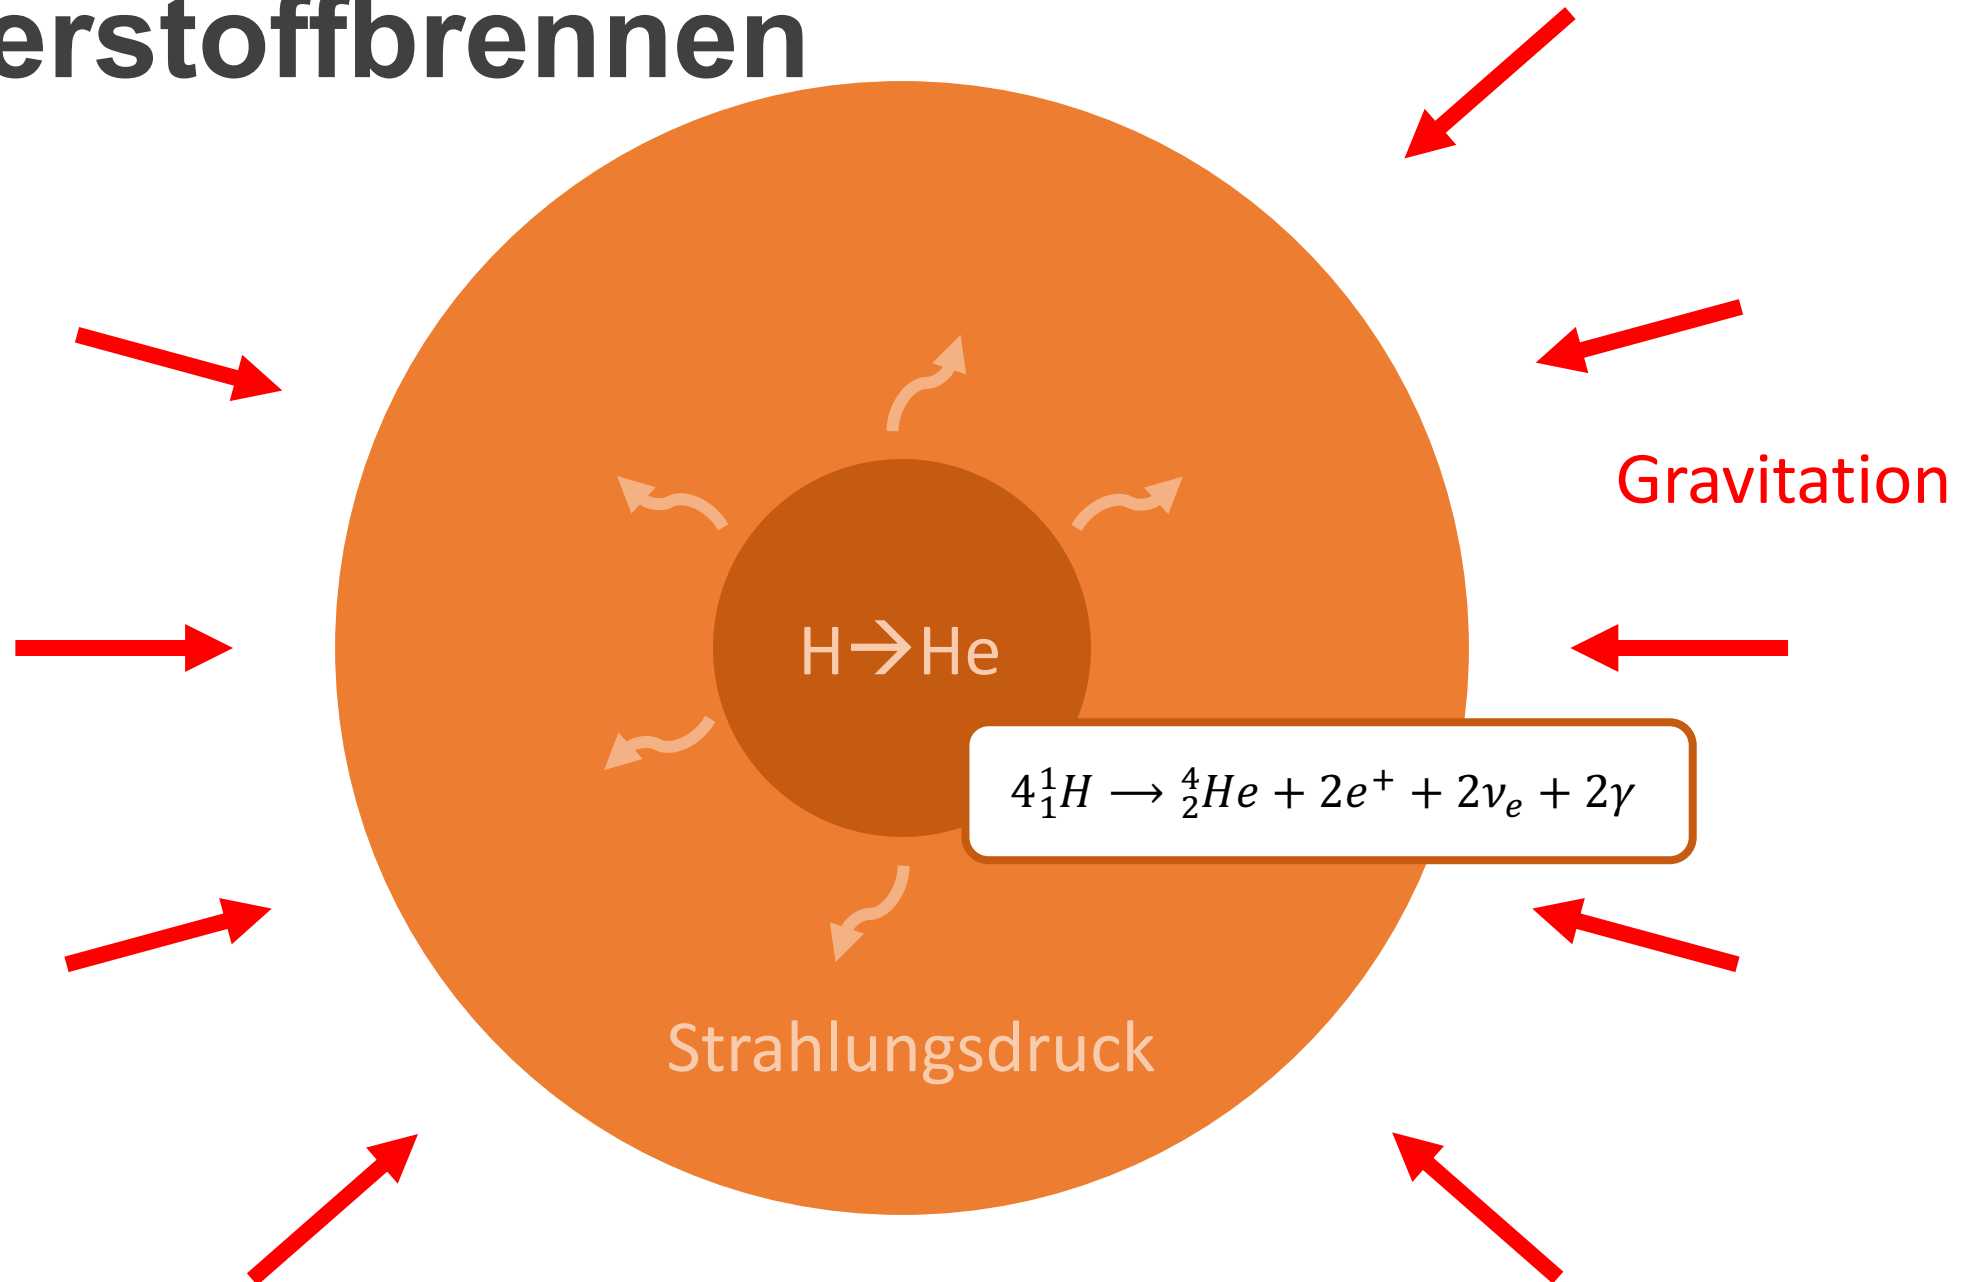 erstoffbrennen
Gravitation
H→He
4¹₁H ⟶ ⁴₂He + 2e⁺ + 2νₑ + 2γ
Strahlungsdruck